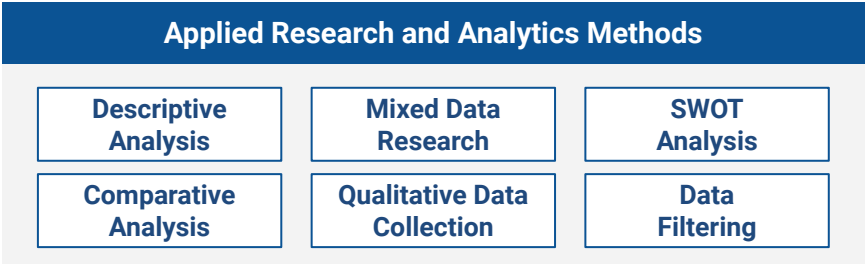 Applied Research and Analytics Methods
Descriptive
Analysis
Mixed Data
Research
SWOT
Analysis
Comparative
Analysis
Qualitative Data
Collection
Data
Filtering